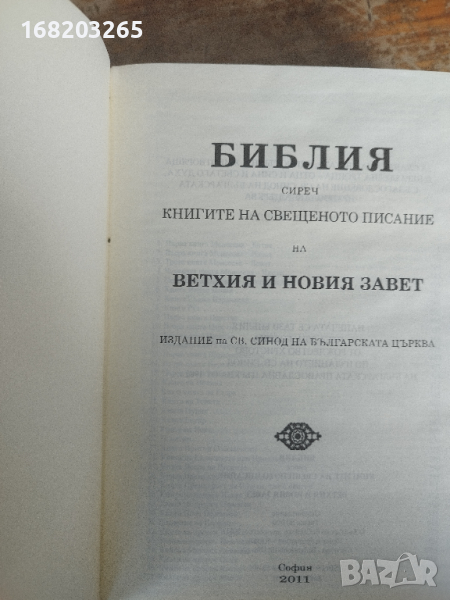 168203265
БИБЛИЯ
СИРЕЧ
КНИГИТЕ НА СВЕЩЕНОТО ПИСАНИЕ
НА
ВЕТХИЯ И НОВИЯ ЗАВЕТ
ИЗДАНИЕ на СВ. СИНОД НА БЪЛГАРСКАТА ЦЪРКВА
София
2011
BAZAR